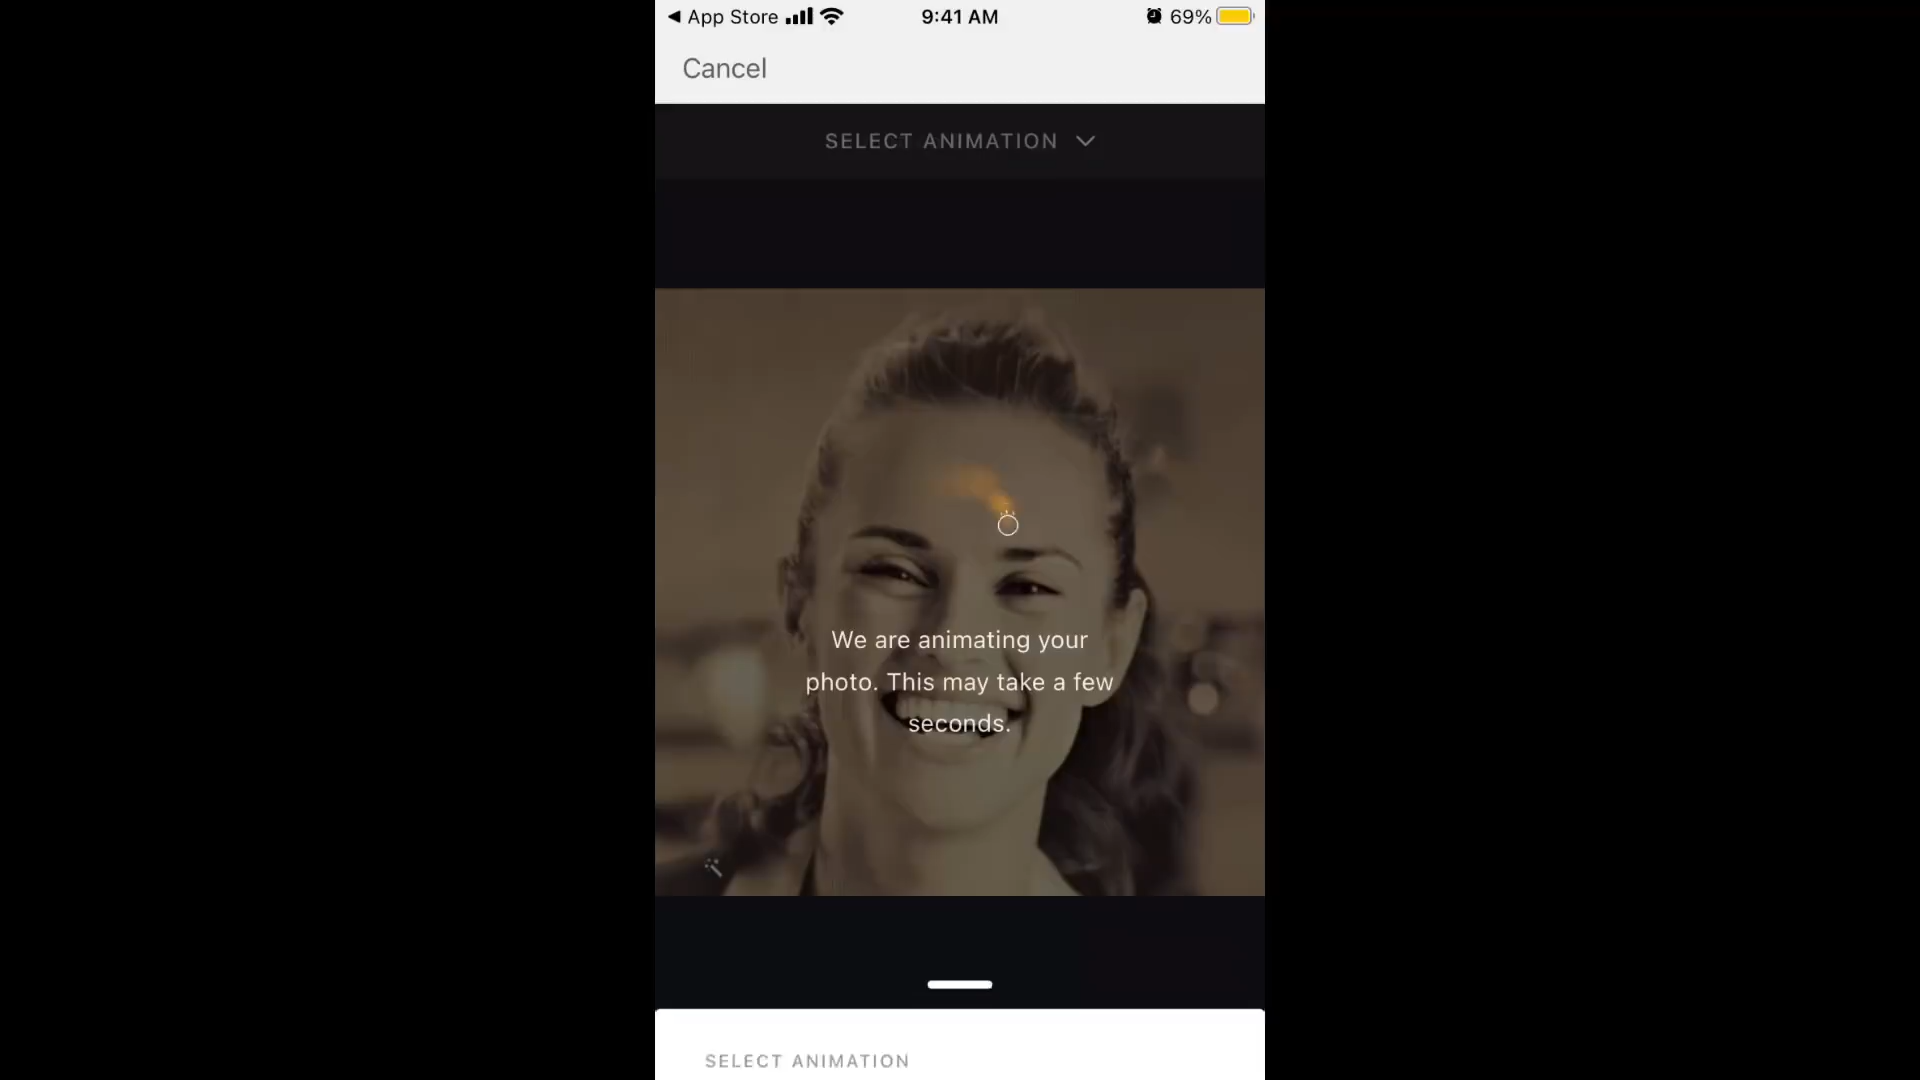 App Store 9:41 AM 69%
Cancel
SELECT ANIMATION
We are animating your
photo. This may take a few
seconds.
SELECT ANIMATION